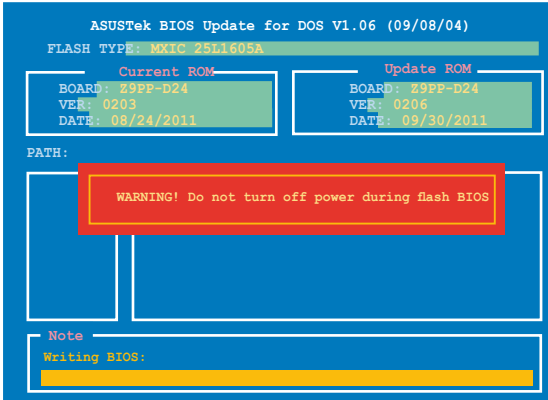 ASUSTek BIOS Update for DOS V1.06 (09/08/04)
FLASH TYPE: MXIC 25L1605A
Current ROM
BOARD: Z9PP-D24
VER: 0203
DATE: 08/24/2011
Update ROM
BOARD: Z9PP-D24
VER: 0206
DATE: 09/30/2011
PATH:
WARNING! Do not turn off power during flash BIOS
Note
Writing BIOS: